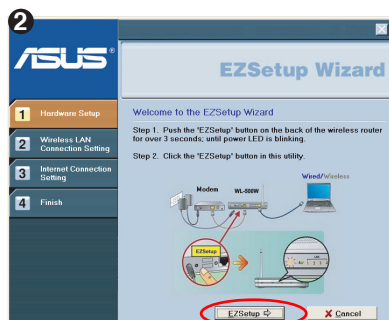 2
ASUS®
EZSetup Wizard
1 Hardware Setup
2 Wireless LAN
Connection Setting
3 Internet Connection
Setting
4 Finish
Welcome to the EZSetup Wizard
Step 1. Push the 'EZSetup' button on the back of the wireless router
for over 3 seconds; until power LED is blinking.
Step 2. Click the 'EZSetup' button in this utility.
Wired/Wireless
Modem
WL-500W
EZSetup
EZSetup ⇨
X Cancel